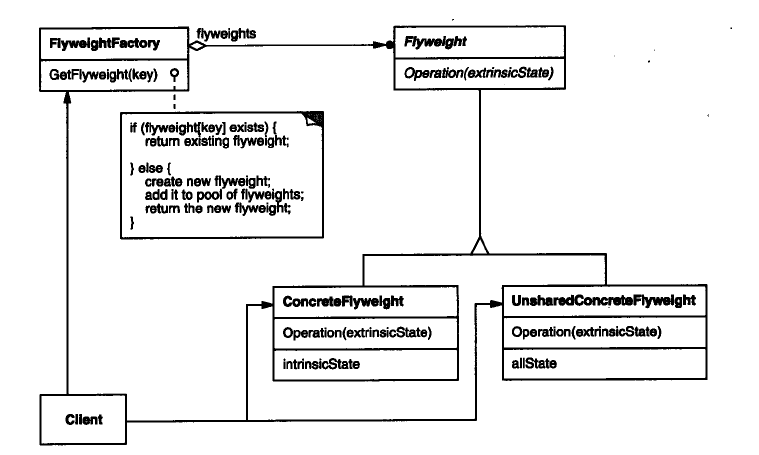 FlyweightFactory
GetFlyweight(key)
flyweights
Flyweight
Operation(extrinsicState)
if (flyweight[key] exists) {
return existing flyweight;
} else {
create new flyweight;
add it to pool of flyweights;
return the new flyweight;
}
ConcreteFlyweight
Operation(extrinsicState)
intrinsicState
UnsharedConcreteFlyweight
Operation(extrinsicState)
allState
Client